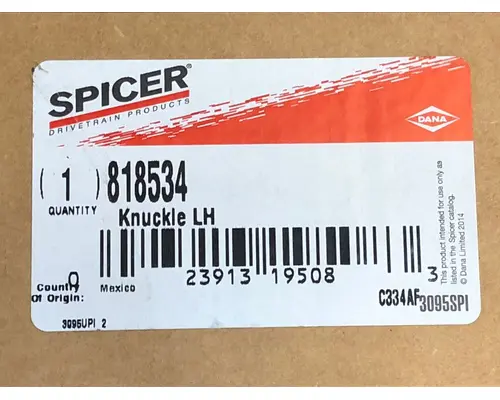 SPICER®
DRIVETRAIN PRODUCTS
DANA
(1) 818534
QUANTITY
Knuckle LH
0 23913 19508 3
Country Of Origin: Mexico
C334AF 3095SPI
3095UPI 2
This product intended for use only as
listed in the Spicer catalog.
© Dana Limited 2014